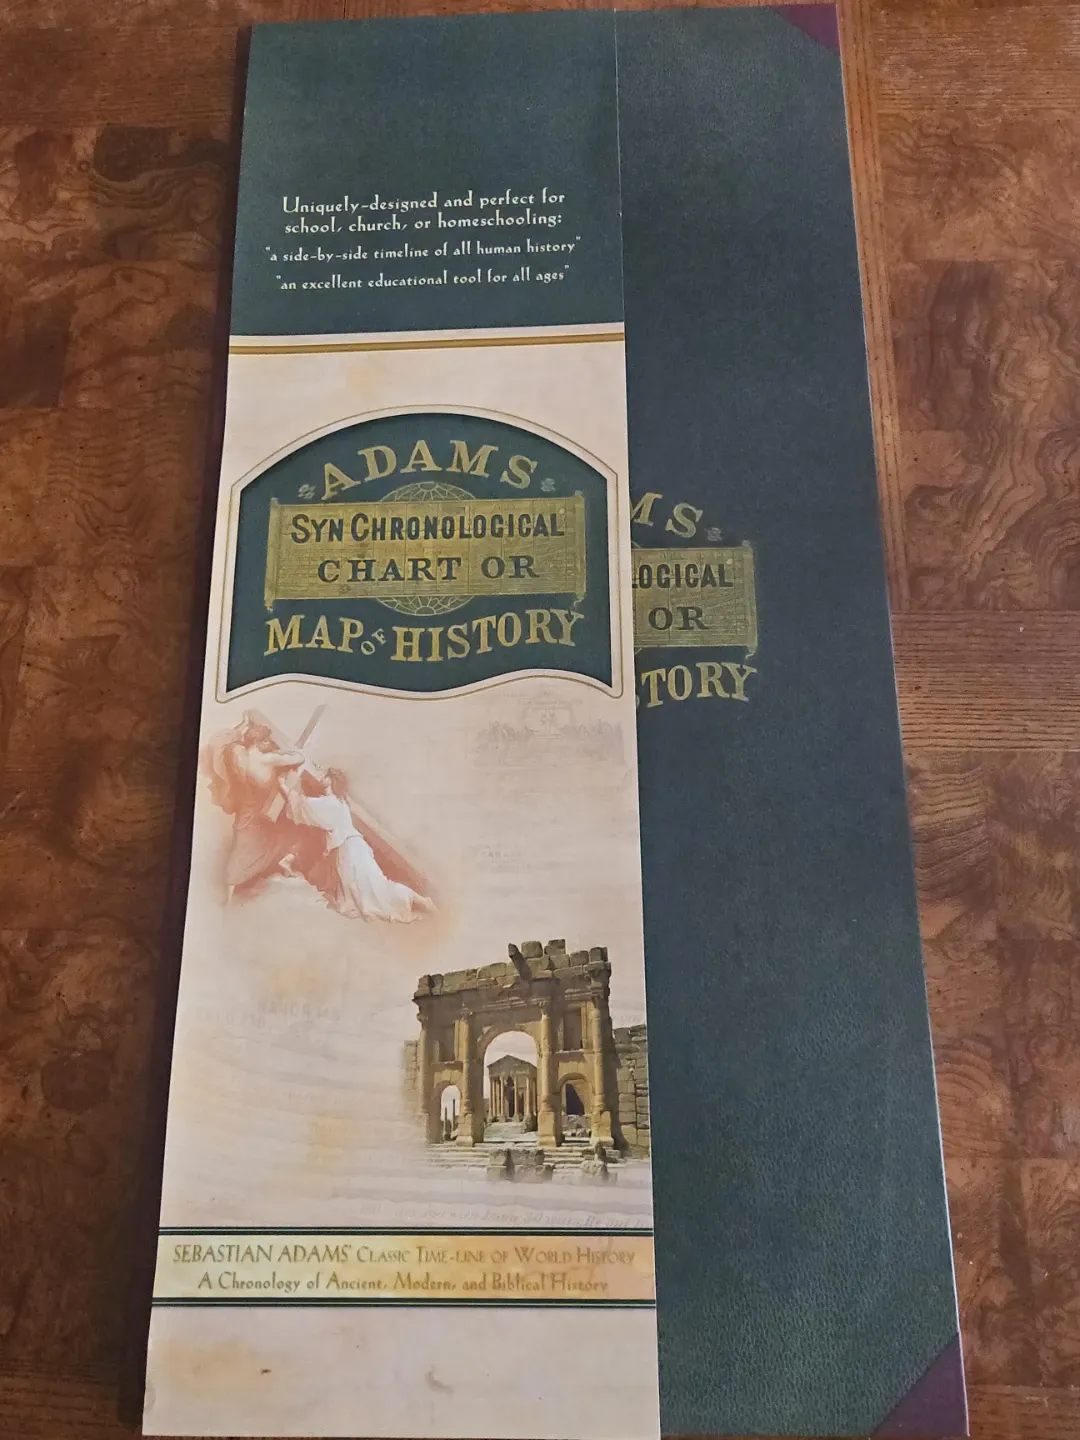 Uniquely-designed and perfect for
school, church, or homeschooling:
"a side-by-side timeline of all human history"
"an excellent educational tool for all ages"
ADAMS
SYNCHRONOLOGICAL
CHART OR
MAP OF HISTORY
MS
LOGICAL
OR
STORY
SEBASTIAN ADAMS' CLASSIC TIME-LINE OF WORLD HISTORY
A Chronology of Ancient, Modern, and Biblical History